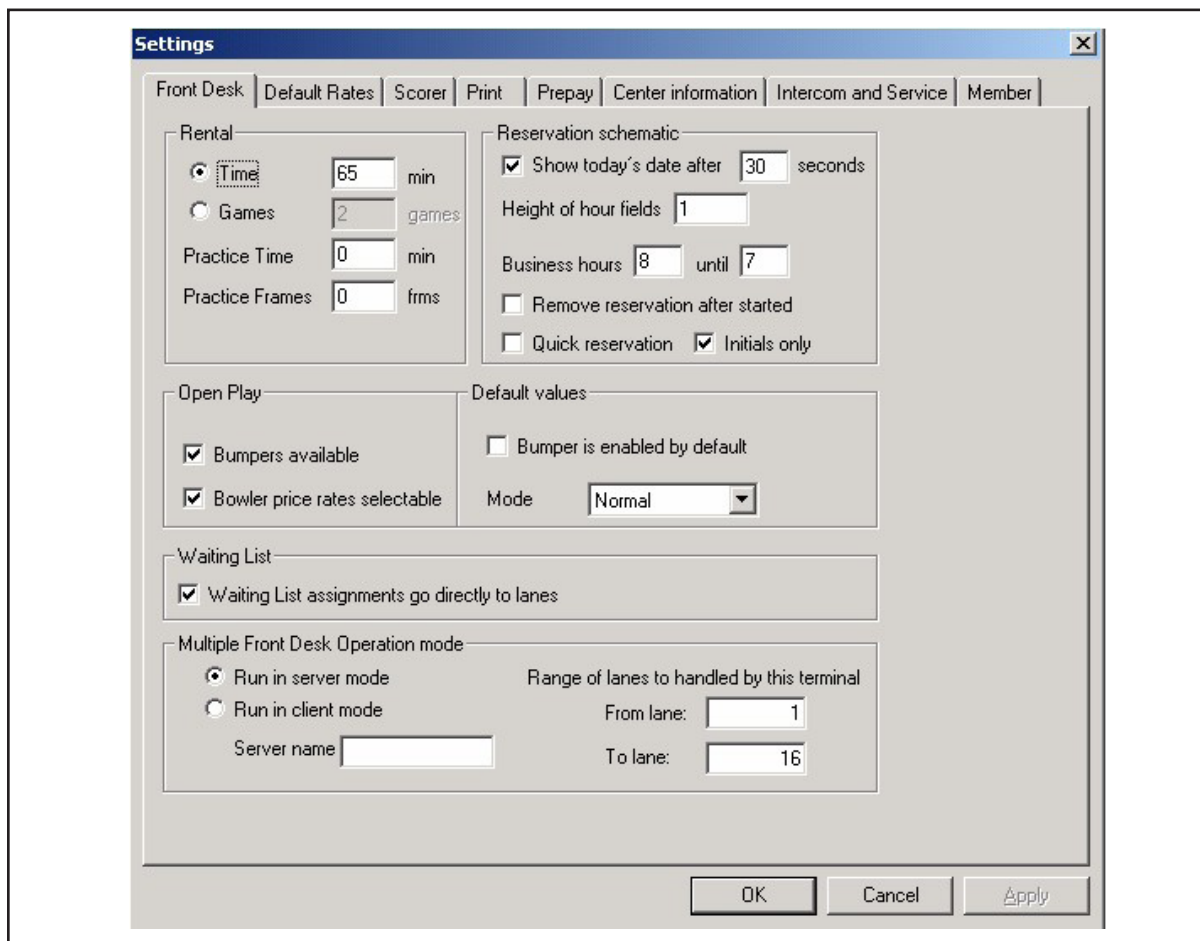 Settings
Front Desk Default Rates Scorer Print Prepay Center information Intercom and Service Member
Rental
Time 65 min
Games 2 games
Practice Time 0 min
Practice Frames 0 frms
Reservation schematic
Show today's date after 30 seconds
Height of hour fields 1
Business hours 8 until 7
Remove reservation after started
Quick reservation Initials only
Open Play
Bumpers available
Bowler price rates selectable
Default values
Bumper is enabled by default
Mode Normal
Waiting List
Waiting List assignments go directly to lanes
Multiple Front Desk Operation mode
Run in server mode
Run in client mode
Server name
Range of lanes to handled by this terminal
From lane: 1
To lane: 16
OK Cancel Apply